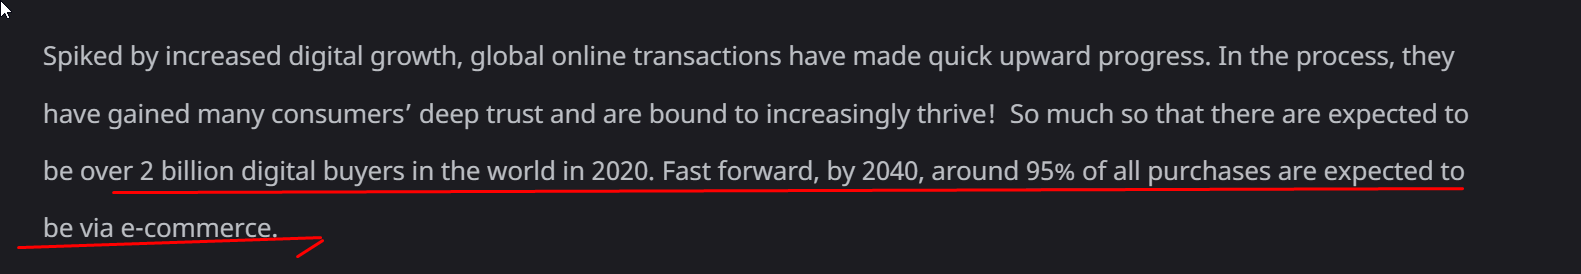 Spiked by increased digital growth, global online transactions have made quick upward progress. In the process, they
have gained many consumers’ deep trust and are bound to increasingly thrive!  So much so that there are expected to
be over 2 billion digital buyers in the world in 2020. Fast forward, by 2040, around 95% of all purchases are expected to
be via e-commerce.